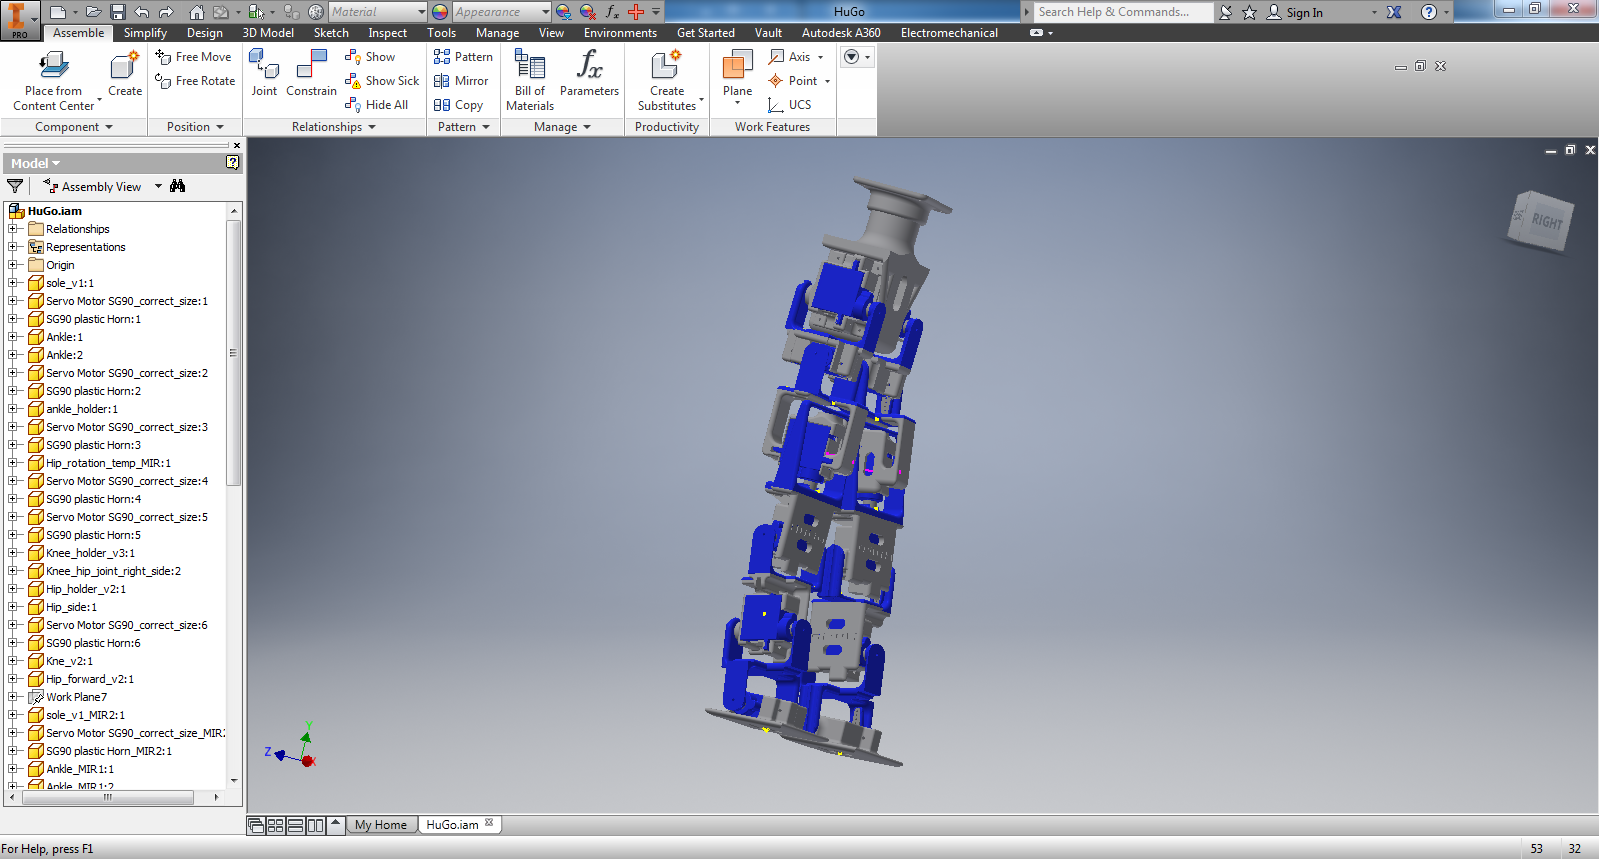 PRO
Material
Appearance
fx
HuGo
Search Help & Commands...
Sign In
Assemble Simplify Design 3D Model Sketch Inspect Tools Manage View Environments Get Started Vault Autodesk A360 Electromechanical
Place from
Content Center
Create
Component
Free Move
Free Rotate
Position
Joint
Constrain
Show
Show Sick
Hide All
Relationships
Pattern
Mirror
Copy
Pattern
Bill of
Materials
fx
Parameters
Manage
Create
Substitutes
Productivity
Plane
Axis
Point
UCS
Work Features
Model
Assembly View
HuGo.iam
Relationships
Representations
Origin
sole_v1:1
Servo Motor SG90_correct_size:1
SG90 plastic Horn:1
Ankle:1
Ankle:2
Servo Motor SG90_correct_size:2
SG90 plastic Horn:2
ankle_holder:1
Servo Motor SG90_correct_size:3
SG90 plastic Horn:3
Hip_rotation_temp_MIR:1
Servo Motor SG90_correct_size:4
SG90 plastic Horn:4
Servo Motor SG90_correct_size:5
SG90 plastic Horn:5
Knee_holder_v3:1
Knee_hip_joint_right_side:2
Hip_holder_v2:1
Hip_side:1
Servo Motor SG90_correct_size:6
SG90 plastic Horn:6
Kne_v2:1
Hip_forward_v2:1
Work Plane7
sole_v1_MIR2:1
Servo Motor SG90_correct_size_MIR2
SG90 plastic Horn_MIR2:1
Ankle_MIR1:1
Ankle_MIR1:2
RIGHT
Y
Z
X
My Home
HuGo.iam
For Help, press F1
53 32